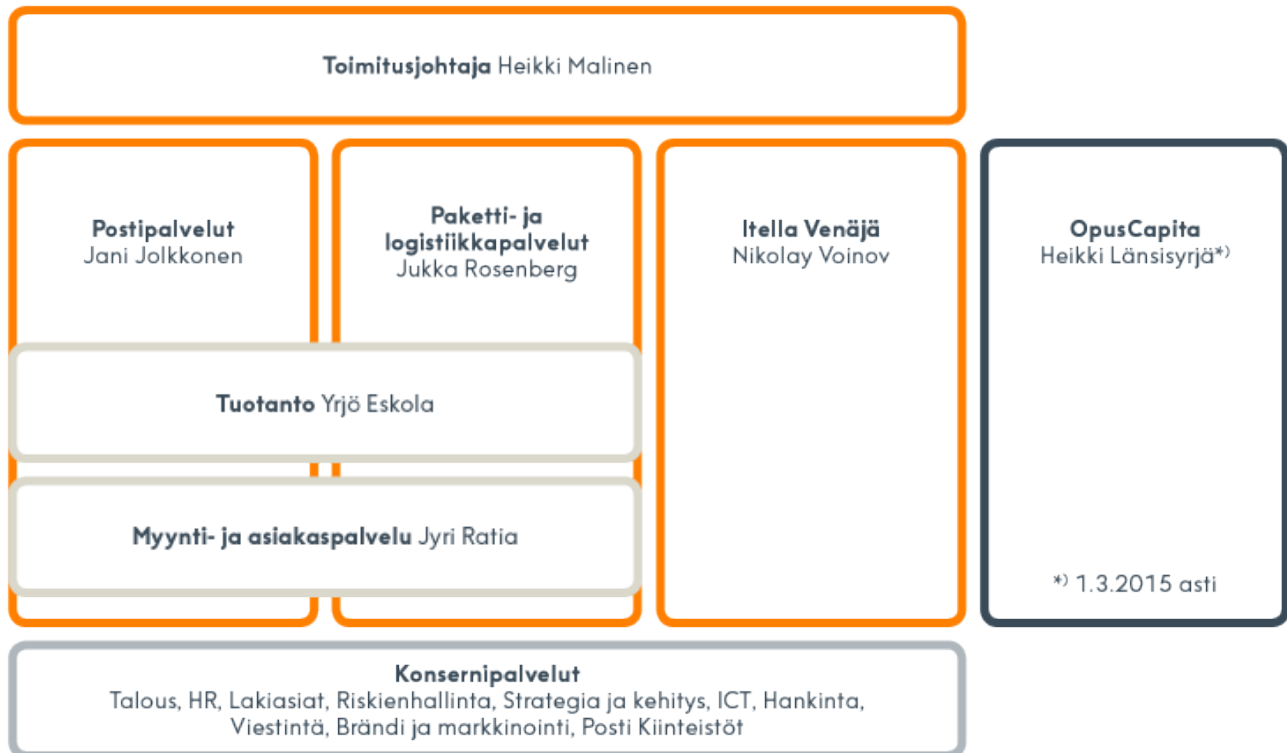 Toimitusjohtaja Heikki Malinen
Postipalvelut
Jani Jolkkonen
Paketti- ja
logistiikkapalvelut
Jukka Rosenberg
Itella Venäjä
Nikolay Voinov
OpusCapita
Heikki Länsisyrjä*)
Tuotanto Yrjö Eskola
Myynti- ja asiakaspalvelu Jyri Ratia
*) 1.3.2015 asti
Konsernipalvelut
Talous, HR, Lakiasiat, Riskienhallinta, Strategia ja kehitys, ICT, Hankinta,
Viestintä, Brändi ja markkinointi, Posti Kiinteistöt